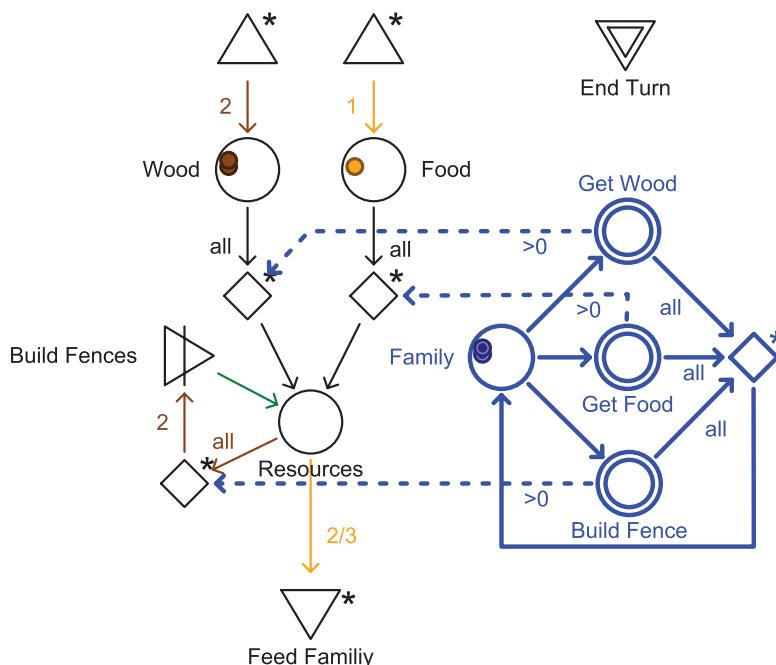 *
*
End Turn
2
1
Wood
Food
Get Wood
all
all
>0
*
*
>0
all
*
Build Fences
Family
all
Get Food
2
all
all
*
Resources
>0
Build Fence
2/3
*
Feed Familiy